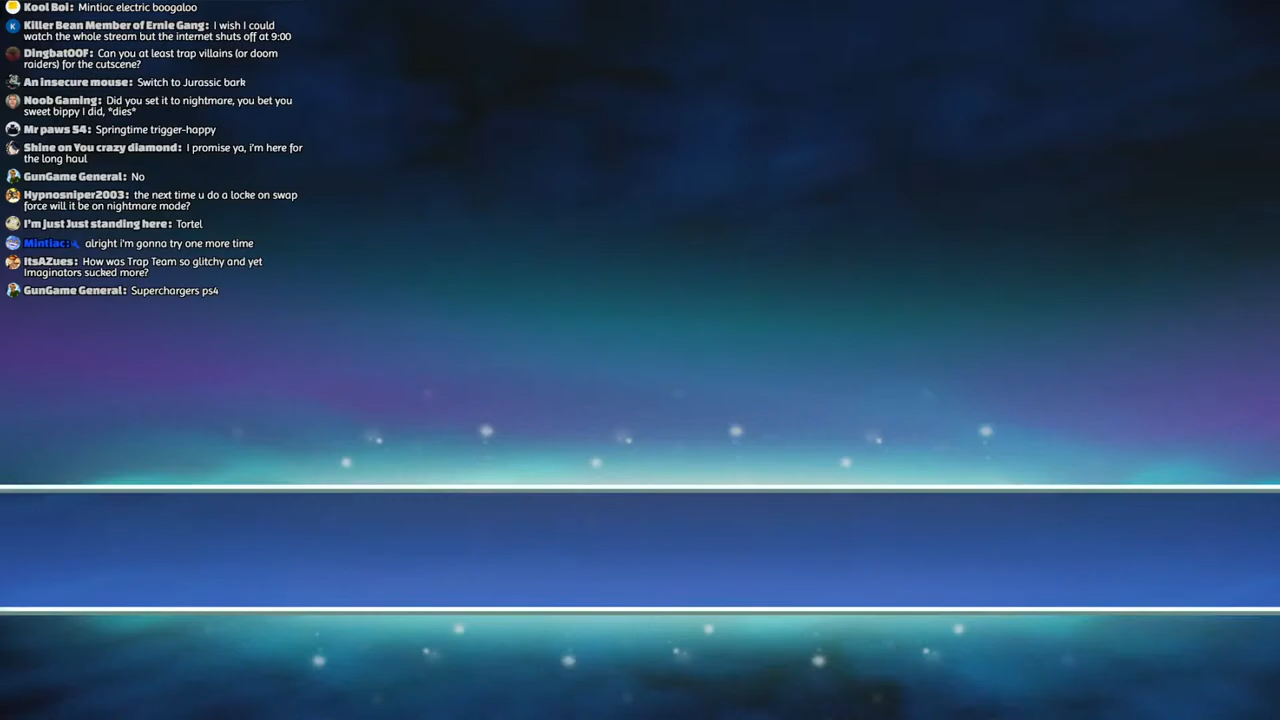 Kool Boi: Mintiac electric boogaloo
Killer Bean Member of Ernie Gang: I wish I could
watch the whole stream but the internet shuts off at 9:00
DingbatOOF: Can you at least trap villains (or doom
raiders) for the cutscene?
An insecure mouse: Switch to Jurassic bark
Noob Gaming: Did you set it to nightmare, you bet you
sweet bippy I did, *dies*
Mr paws 54: Springtime trigger-happy
Shine on You crazy diamond: I promise ya, i'm here for
the long haul
GunGame General: No
Hypnosniper2003: the next time u do a locke on swap
force will it be on nightmare mode?
I'm just Just standing here: Tortel
Mintiac: alright i'm gonna try one more time
ItsAZues: How was Trap Team so glitchy and yet
Imaginators sucked more?
GunGame General: Superchargers ps4